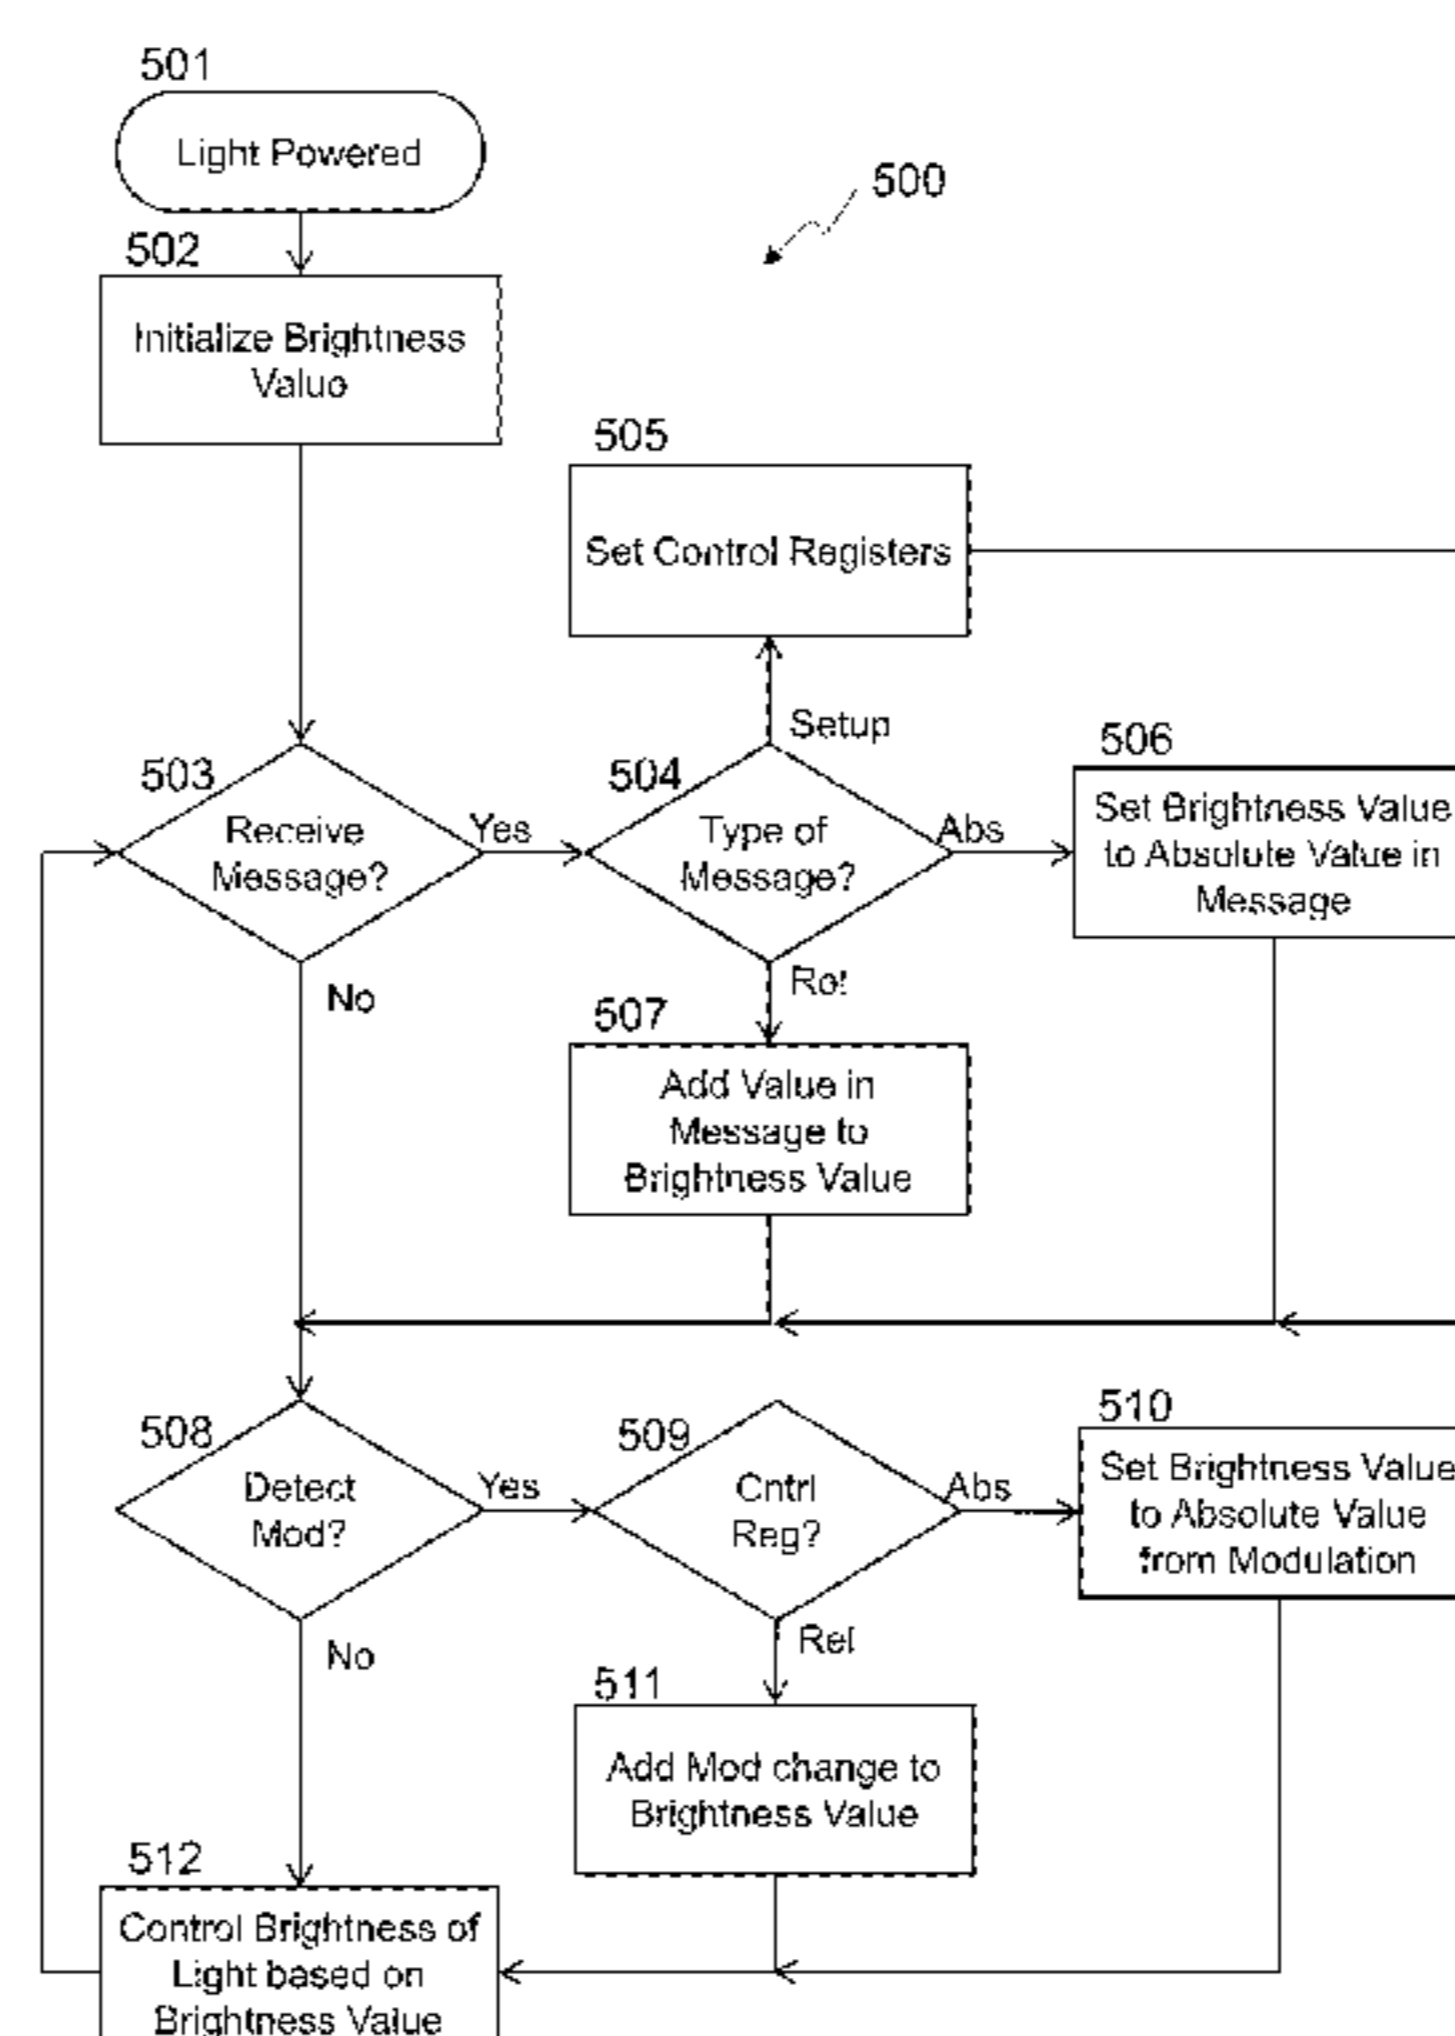 501
Light Powered
500
502
Initialize Brightness
Value
505
Set Control Registers
Setup
503
Receive
Message?
Yes
504
Type of
Message?
Abs
506
Set Brightness Value
to Absolute Value in
Message
No
Rel
507
Add Value in
Message to
Brightness Value
508
Detect
Mod?
Yes
509
Cntrl
Reg?
Abs
510
Set Brightness Value
to Absolute Value
from Modulation
No
Rel
511
Add Mod change to
Brightness Value
512
Control Brightness of
Light based on
Brightness Value